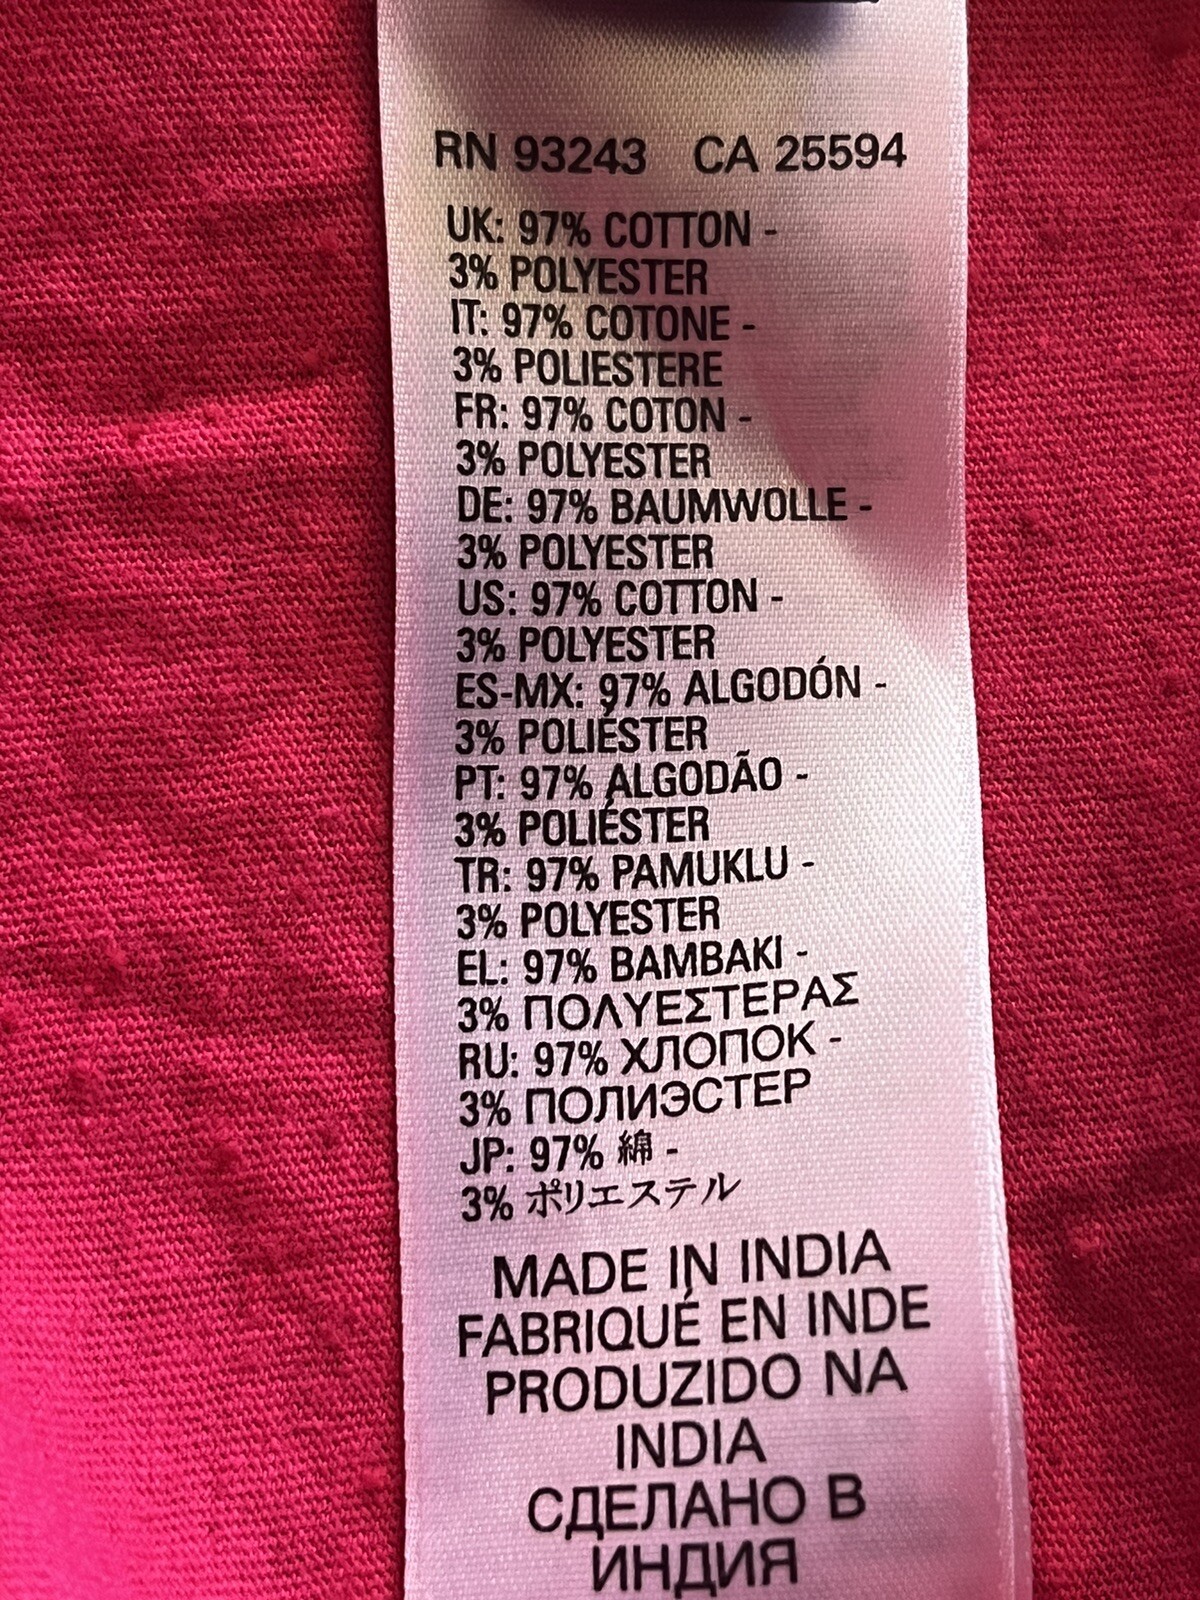 RN 93243 CA 25594
UK: 97% COTTON -
3% POLYESTER
IT: 97% COTONE -
3% POLIESTERE
FR: 97% COTON -
3% POLYESTER
DE: 97% BAUMWOLLE -
3% POLYESTER
US: 97% COTTON -
3% POLYESTER
ES-MX: 97% ALGODÓN -
3% POLIÉSTER
PT: 97% ALGODÃO -
3% POLIÉSTER
TR: 97% PAMUKLU -
3% POLYESTER
EL: 97% BAMBAKI -
3% ΠΟΛΥΕΣΤΕΡΑΣ
RU: 97% ХЛОПОК -
3% ПОЛИЭСТЕР
JP: 97% 綿 -
3% ポリエステル
MADE IN INDIA
FABRIQUÉ EN INDE
PRODUZIDO NA
INDIA
СДЕЛАНО В
ИНДИЯ